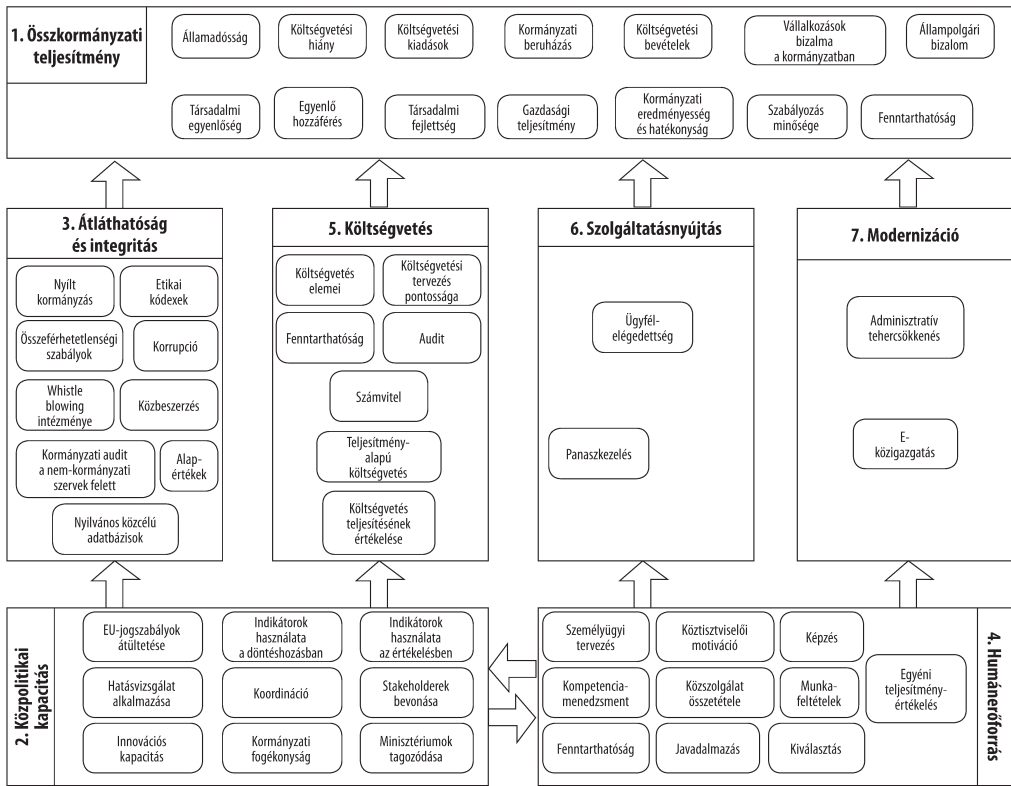 1. Összkormányzati
teljesítmény
Államadósság
Költségvetési
hiány
Költségvetési
kiadások
Kormányzati
beruházás
Költségvetési
bevételek
Vállalkozások
bizalma
a kormányzatban
Állampolgári
bizalom
Társadalmi
egyenlőség
Egyenlő
hozzáférés
Társadalmi
fejlettség
Gazdasági
teljesítmény
Kormányzati
eredményesség
és hatékonyság
Szabályozás
minősége
Fenntarthatóság
3. Átláthatóság
és integritás
Nyílt
kormányzás
Etikai
kódexek
Összeférhetetlenségi
szabályok
Korrupció
Whistle
blowing
intézménye
Közbeszerzés
Kormányzati audit
a nem-kormányzati
szervek felett
Alap-
értékek
Nyilvános közcélú
adatbázisok
5. Költségvetés
Költségvetés
elemei
Költségvetési
tervezés
pontossága
Fenntarthatóság
Audit
Számvitel
Teljesítmény-
alapú
költségvetés
Költségvetés
teljesítésének
értékelése
6. Szolgáltatásnyújtás
Ügyfél-
elégedettség
Panaszkezelés
7. Modernizáció
Adminisztratív
tehercsökkenés
E-
közigazgatás
2. Közpolitikai
kapacitás
EU-jogszabályok
átültetése
Indikátorok
használata
a döntéshozásban
Indikátorok
használata
az értékelésben
Hatásvizsgálat
alkalmazása
Koordináció
Stakeholderek
bevonása
Innovációs
kapacitás
Kormányzati
fogékonyság
Minisztériumok
tagozódása
Személyügyi
tervezés
Köztisztviselői
motiváció
Képzés
Kompetencia-
menedzsment
Közszolgálat
összetétele
Munka-
feltételek
Egyéni
teljesítmény-
értékelés
Fenntarthatóság
Javadalmazás
Kiválasztás
4. Humánerőforrás